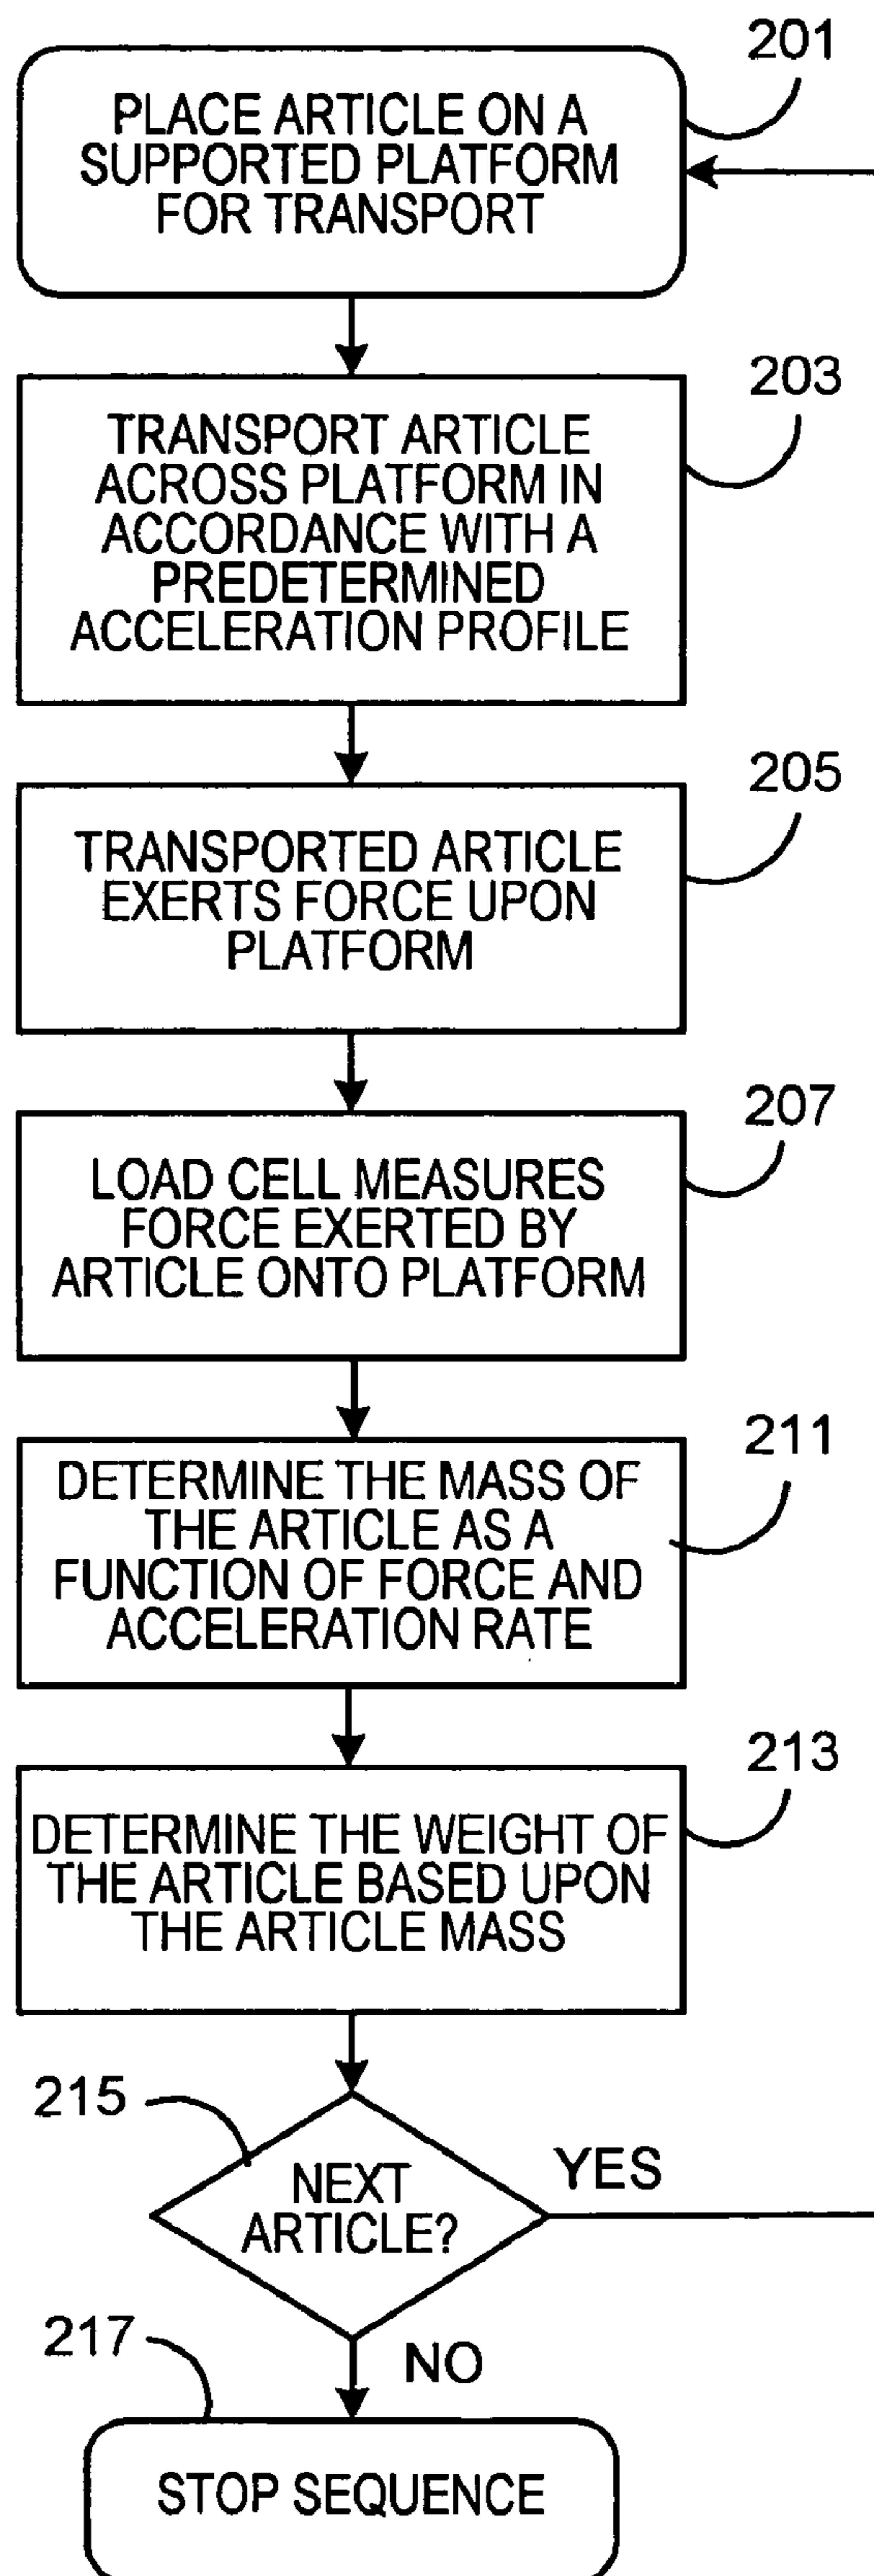 201
PLACE ARTICLE ON A
SUPPORTED PLATFORM
FOR TRANSPORT
203
TRANSPORT ARTICLE
ACROSS PLATFORM IN
ACCORDANCE WITH A
PREDETERMINED
ACCELERATION PROFILE
205
TRANSPORTED ARTICLE
EXERTS FORCE UPON
PLATFORM
207
LOAD CELL MEASURES
FORCE EXERTED BY
ARTICLE ONTO PLATFORM
211
DETERMINE THE MASS OF
THE ARTICLE AS A
FUNCTION OF FORCE AND
ACCELERATION RATE
213
DETERMINE THE WEIGHT OF
THE ARTICLE BASED UPON
THE ARTICLE MASS
215
NEXT
ARTICLE?
YES
217
NO
STOP SEQUENCE